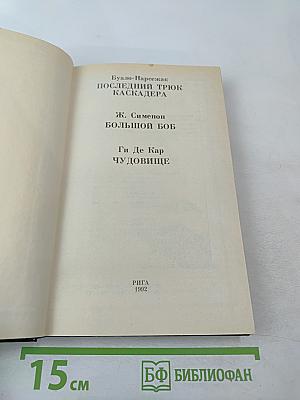 Буало-Нарсежак
ПОСЛЕДНИЙ ТРЮК
КАСКАДЕРА
Ж. Сименон
БОЛЬШОЙ БОБ
Ги Де Кар
ЧУДОВИЩЕ
РИГА
1992
15 см
БФ БИБЛИОФАН